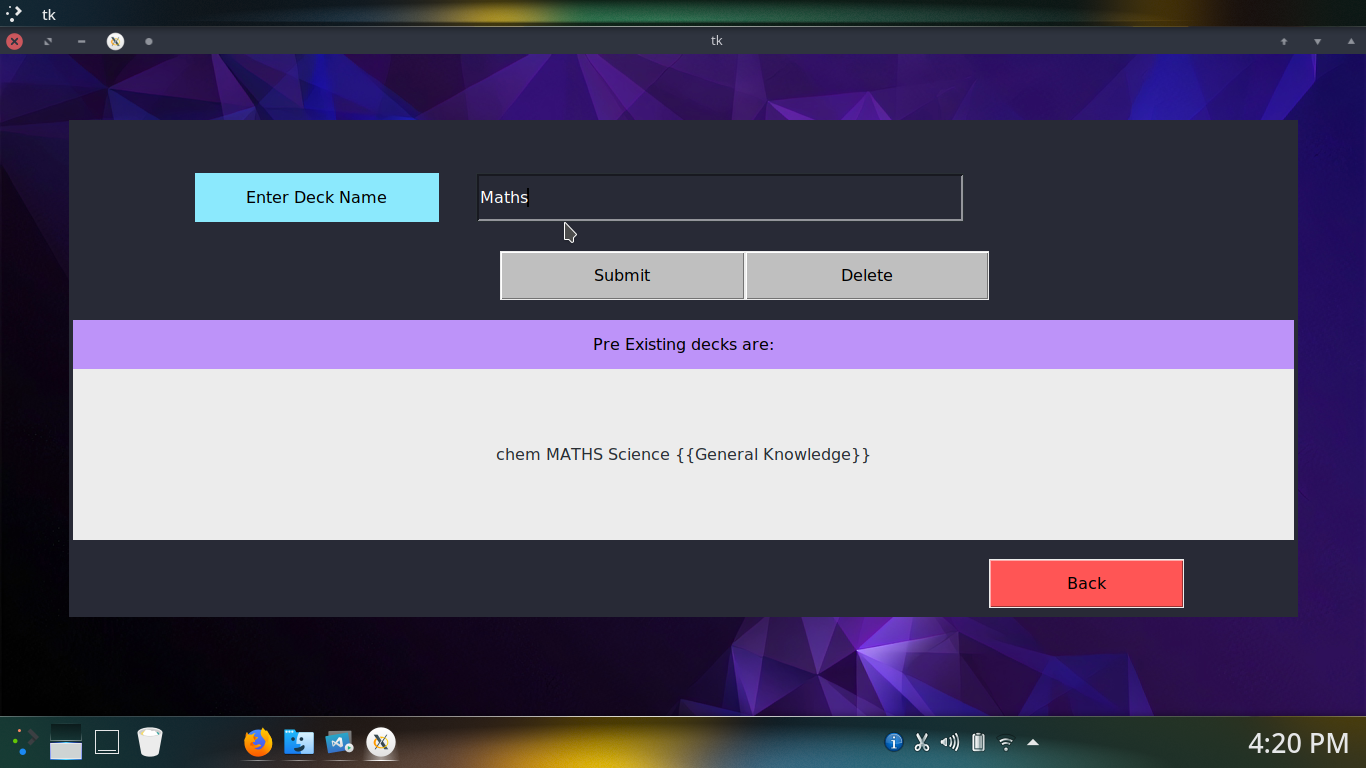 tk
tk
Enter Deck Name
Maths
Submit
Delete
Pre Existing decks are:
chem MATHS Science {{General Knowledge}}
Back
4:20 PM